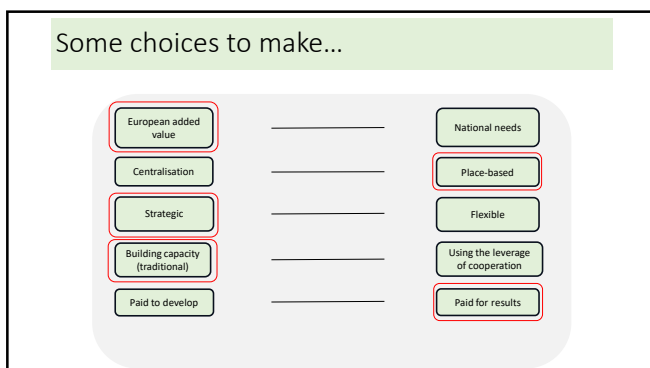 Some choices to make…
European added
value
National needs
Centralisation
Place-based
Strategic
Flexible
Building capacity
(traditional)
Using the leverage
of cooperation
Paid to develop
Paid for results